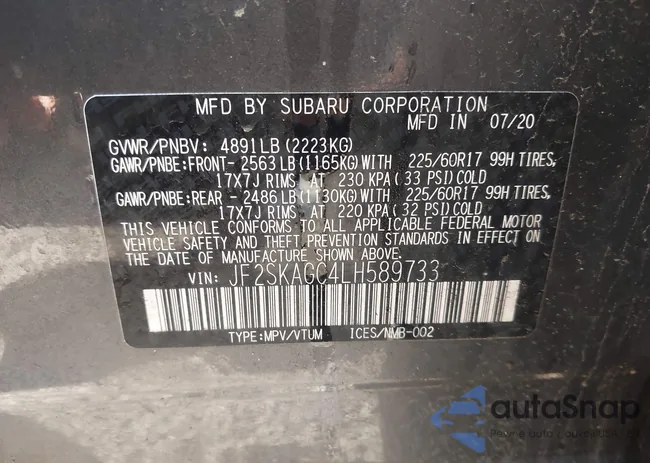 MFD BY SUBARU CORPORATION
MFD IN 07/20
GVWR/PNBV: 4891LB (2223KG)
GAWR/PNBE:FRONT- 2563 LB (1165KG) WITH 225/60R17 99H TIRES,
17X7J RIMS AT 230 KPA ( 33 PSI) COLD
GAWR/PNBE:REAR - 2486 LB (1130KG) WITH 225/60R17 99H TIRES,
17X7J RIMS AT 220 KPA ( 32 PSI) COLD
THIS VEHICLE CONFORMS TO ALL APPLICABLE FEDERAL MOTOR
VEHICLE SAFETY AND THEFT PREVENTION STANDARDS IN EFFECT ON
THE DATE OF MANUFACTURE SHOWN ABOVE.
VIN: JF2SKAGC4LH589733
TYPE:MPV/VTUM ICES/NMB-002
autaSnap